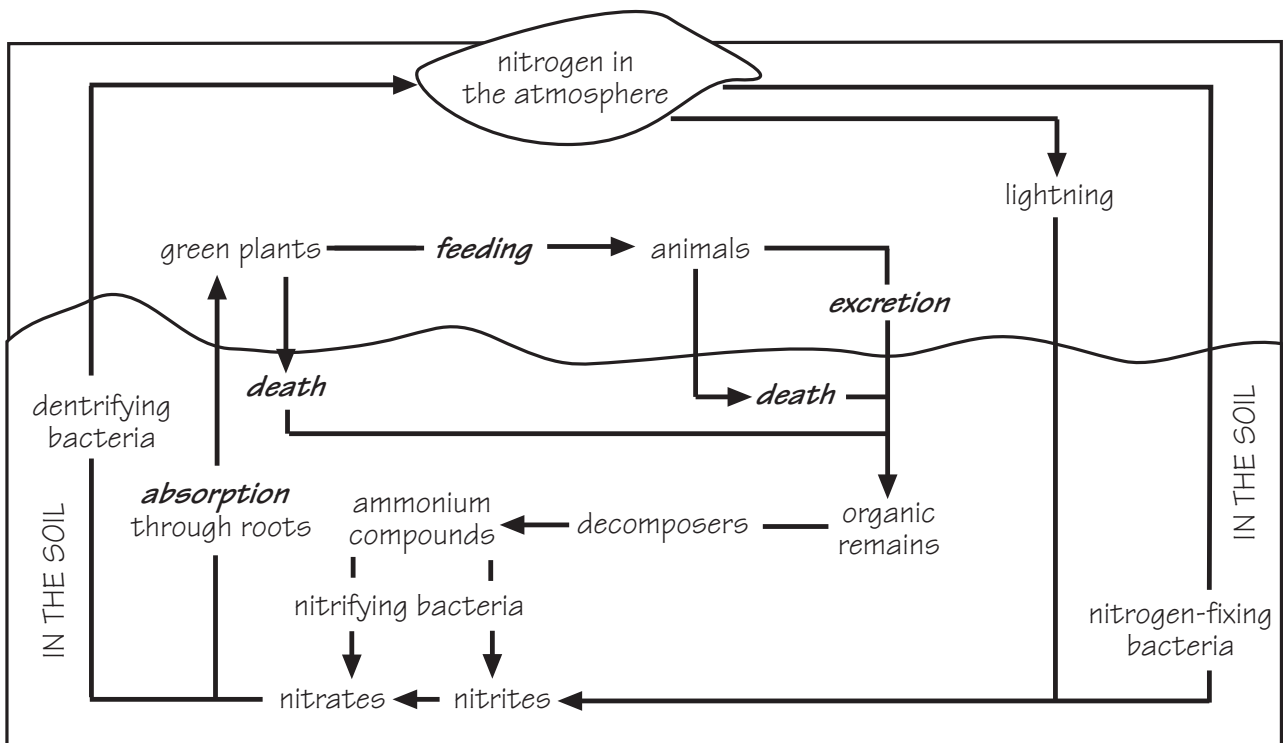 nitrogen in
the atmosphere
lightning
green plants
feeding
animals
excretion
death
death
dentrifying
bacteria
absorption
through roots
ammonium
compounds
decomposers
organic
remains
nitrifying bacteria
nitrogen-fixing
bacteria
nitrates
nitrites
IN THE SOIL
IN THE SOIL